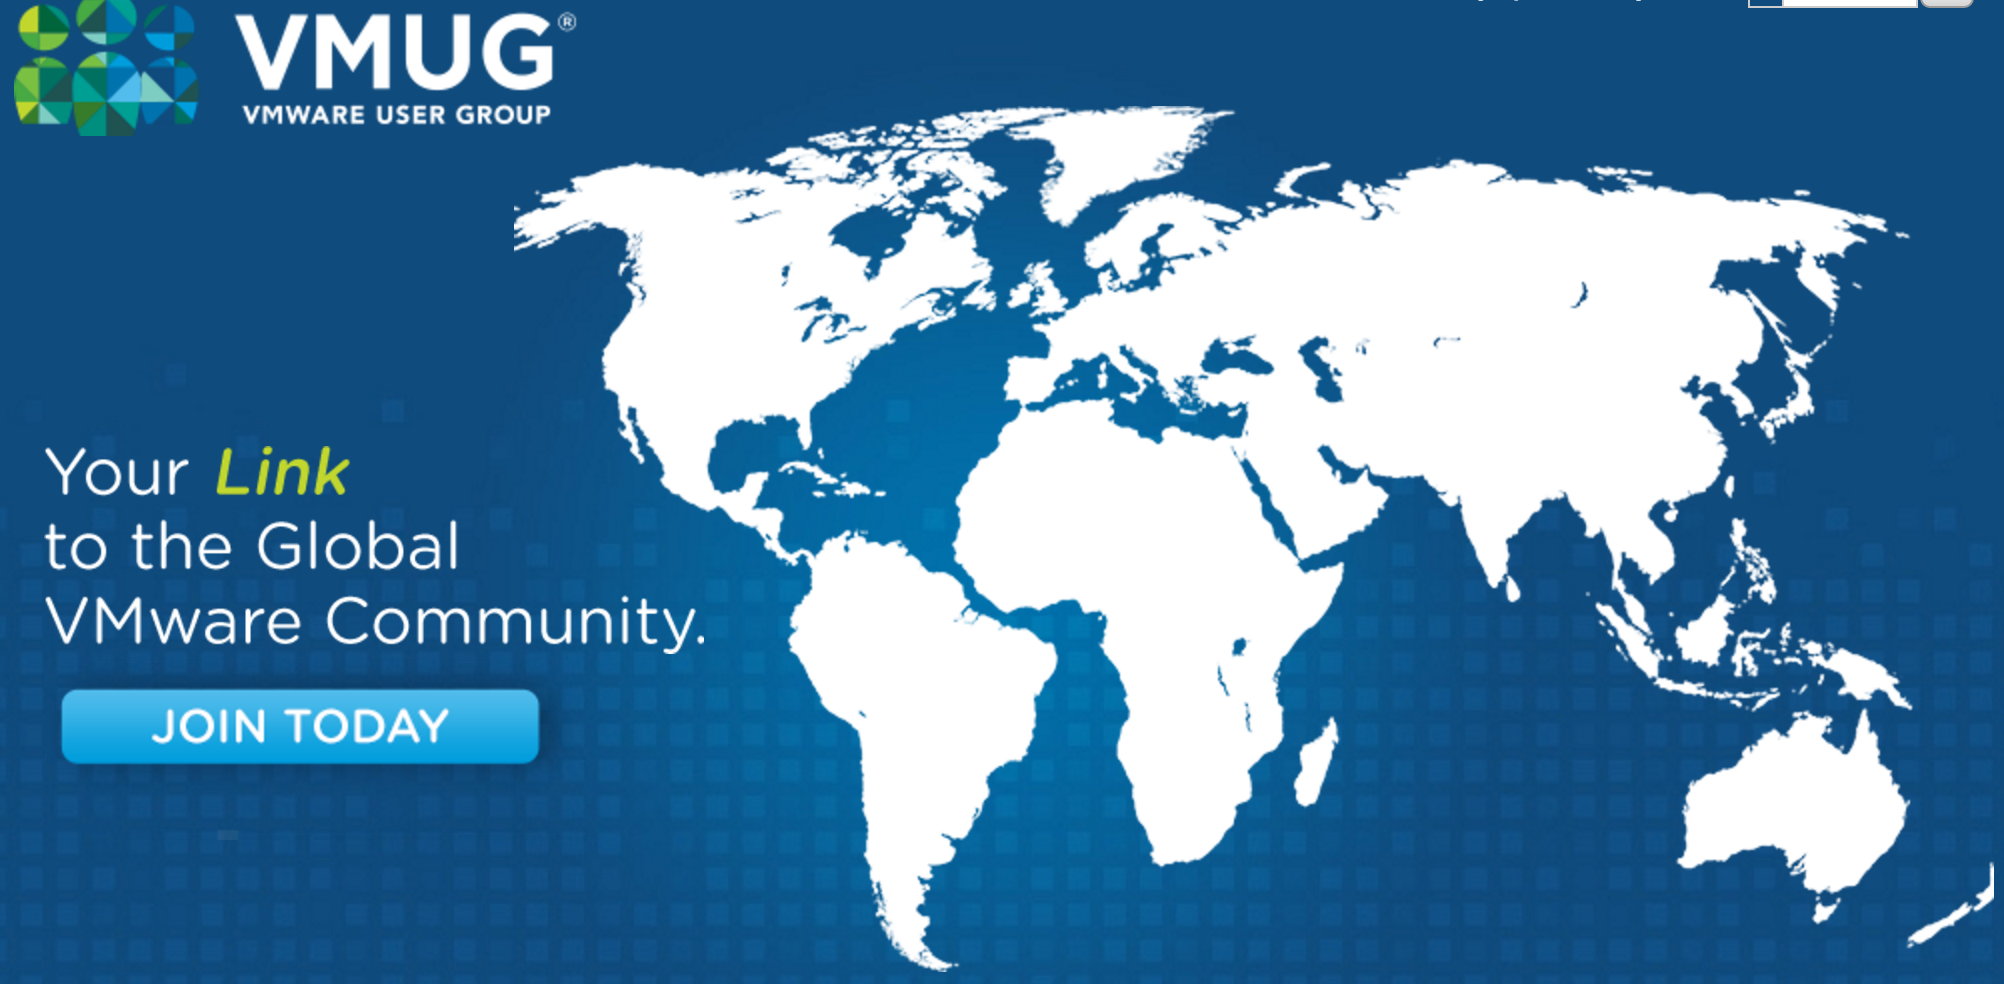 VMUG®
VMWARE USER GROUP
Your Link
to the Global
VMware Community.
JOIN TODAY